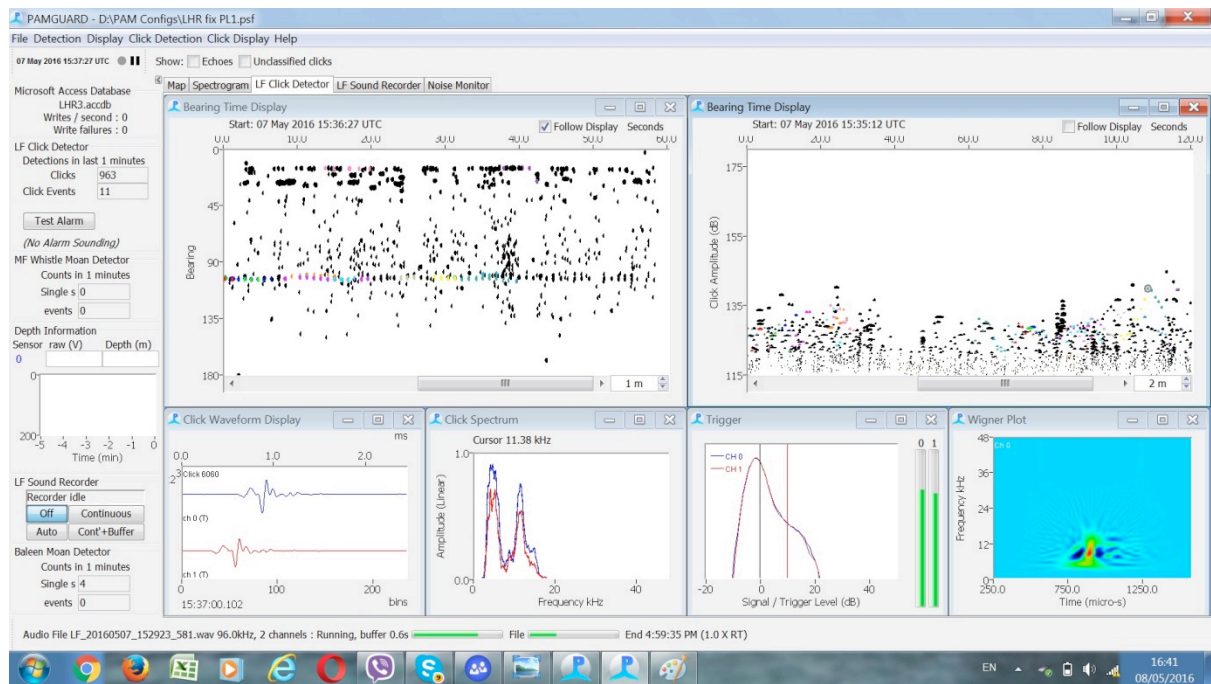 PAMGUARD - D:\PAM Configs\LHR fix PL1.psf
File Detection Display Click Detection Click Display Help
07 May 2016 15:37:27 UTC
Show: Echoes Unclassified clicks
Map Spectrogram LF Click Detector LF Sound Recorder Noise Monitor
Microsoft Access Database
LHR3.accdb
Writes / second : 0
Write failures : 0
LF Click Detector
Detections in last 1 minutes
Clicks 963
Click Events 11
Test Alarm
(No Alarm Sounding)
MF Whistle Moan Detector
Counts in 1 minutes
Single s 0
events 0
Depth Information
Sensor raw (V) Depth (m)
0
0
200
-5 -4 -3 -2 -1 0
Time (min)
LF Sound Recorder
Recorder idle
Off Continuous
Auto Cont'+Buffer
Baleen Moan Detector
Counts in 1 minutes
Single s 4
events 0
Bearing Time Display
Start: 07 May 2016 15:36:27 UTC
Follow Display Seconds
0.0 10.0 20.0 30.0 40.0 50.0 60.0
0
45
90
135
180
Bearing
1 m
Bearing Time Display
Start: 07 May 2016 15:35:12 UTC
Follow Display Seconds
0.0 20.0 40.0 60.0 80.0 100.0 120.0
175
155
135
115
Click Amplitude (dB)
2 m
Click Waveform Display
ms
0.0 1.0 2.0
Click 6060
ch 0 (T)
ch 1 (T)
0 100 200
15:37:00.102 bins
Click Spectrum
Cursor 11.38 kHz
1.0
0.0
Amplitude (Linear)
0 20 40
Frequency kHz
Trigger
0 1
CH 0
CH 1
-20 0 20 40
Signal / Trigger Level (dB)
Wigner Plot
Ch 0
48
36
24
12
0
Frequency kHz
250.0 750.0 1250.0
Time (micro-s)
Audio File LF_20160507_152923_581.wav 96.0kHz, 2 channels : Running, buffer 0.6s File End 4:59:35 PM (1.0 X RT)
EN
16:41
08/05/2016